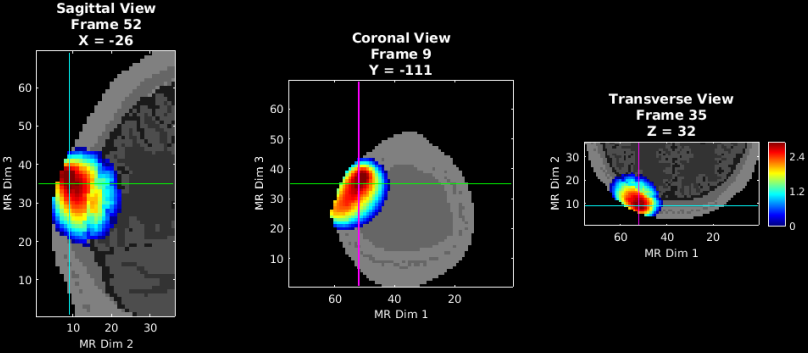 Sagittal View
Frame 52
X = -26
MR Dim 3
60
50
40
30
20
10
10 20 30
MR Dim 2
Coronal View
Frame 9
Y = -111
MR Dim 3
60
50
40
30
20
10
60 40 20
MR Dim 1
Transverse View
Frame 35
Z = 32
MR Dim 2
30
20
10
60 40 20
MR Dim 1
2.4
1.2
0